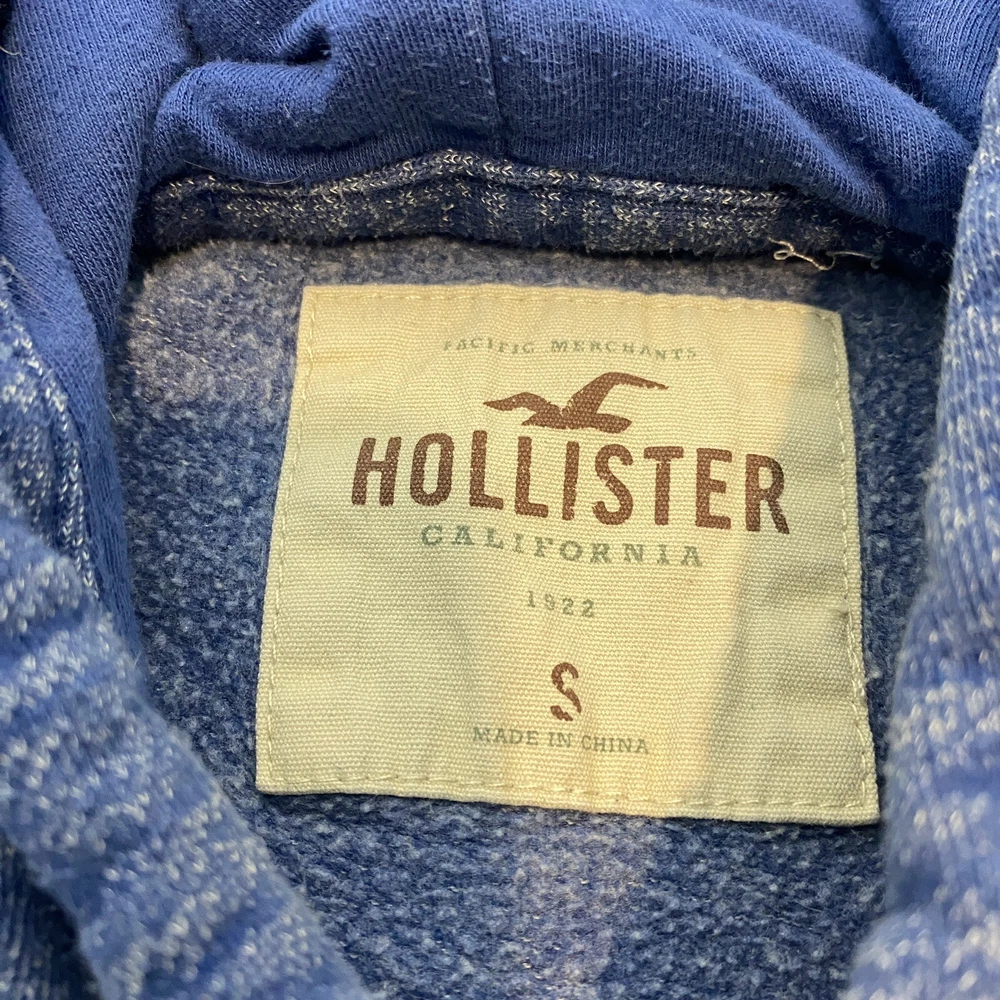 PACIFIC MERCHANTS
HOLLISTER
CALIFORNIA
1922
S
MADE IN CHINA